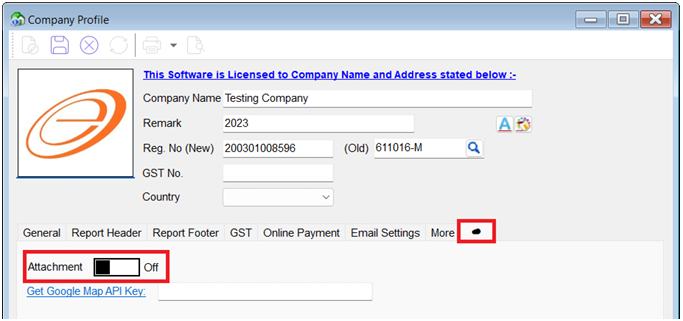 Company Profile
This Software is Licensed to Company Name and Address stated below :-
Company Name Testing Company
Remark 2023
Reg. No (New) 200301008596 (Old) 611016-M
GST No.
Country
General Report Header Report Footer GST Online Payment Email Settings More
Attachment Off
Get Google Map API Key: